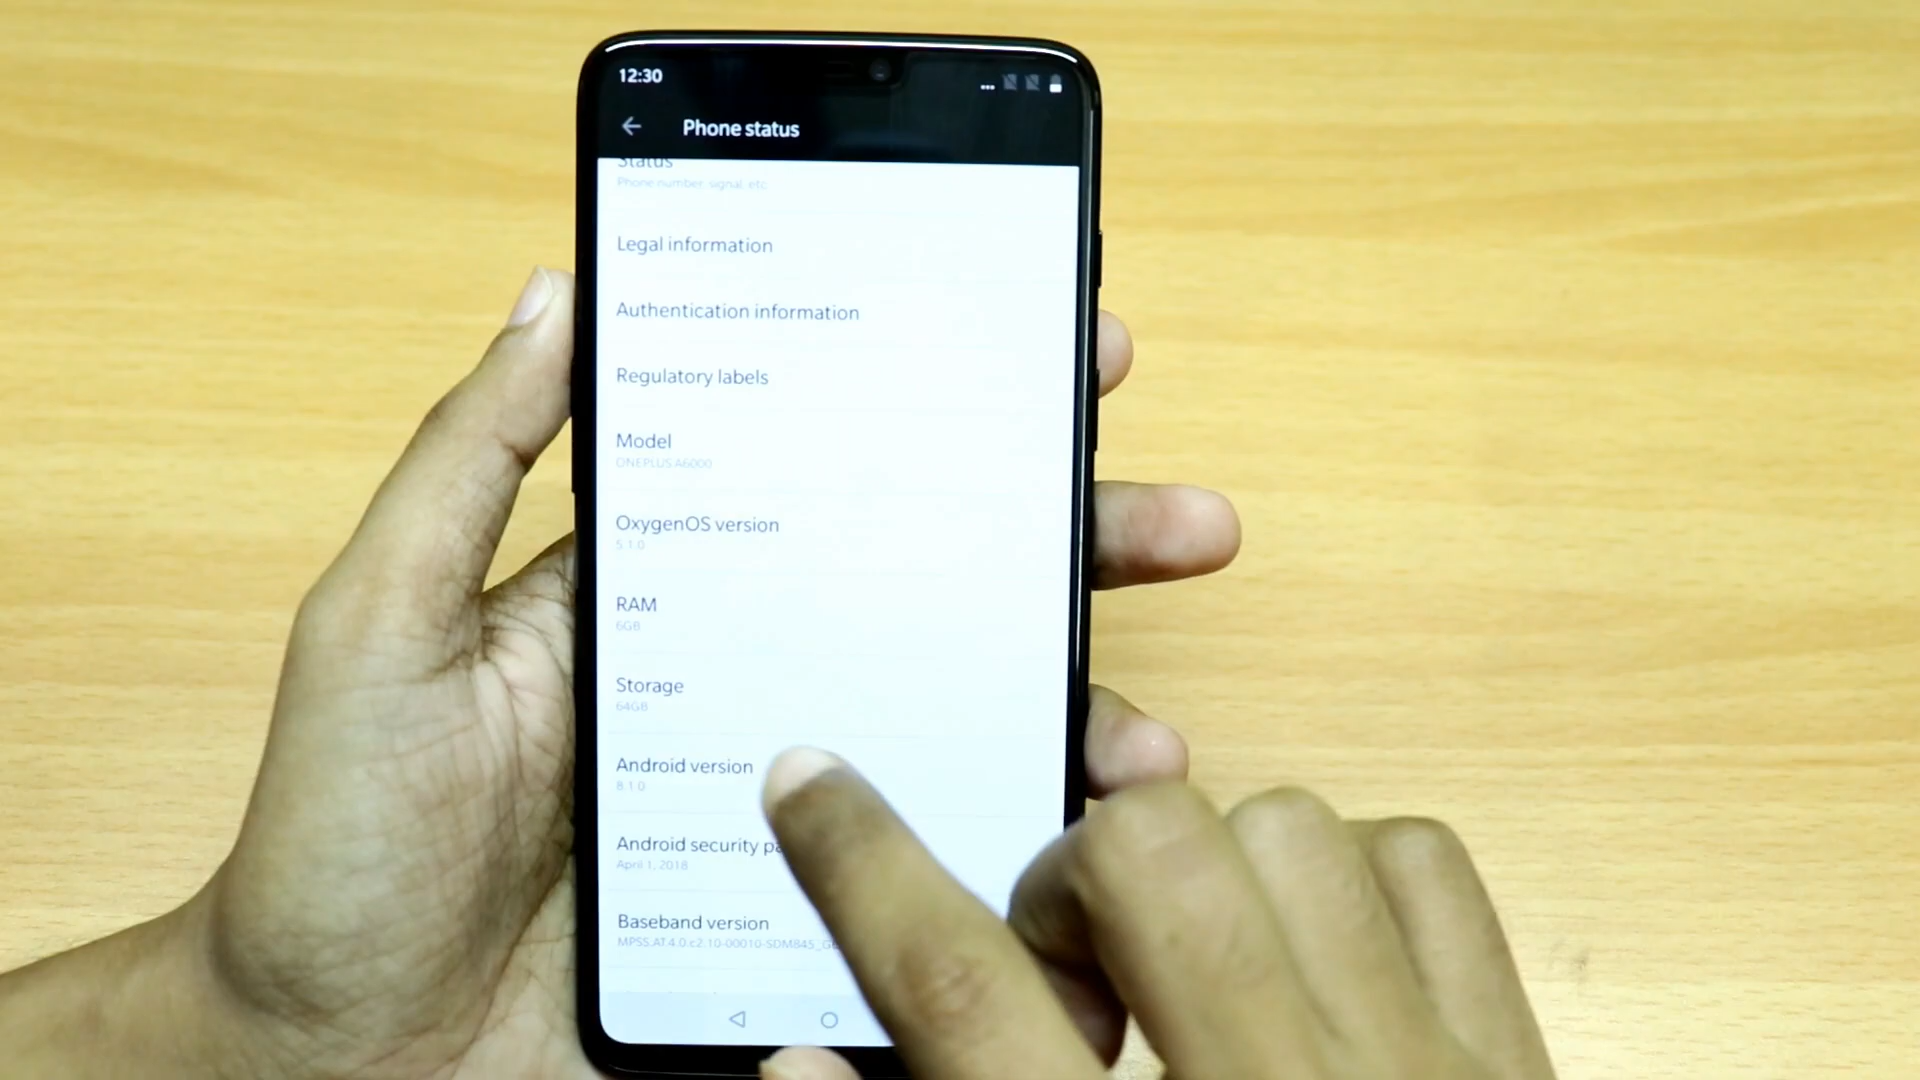 12:30
Phone status
Status
Phone number, signal, etc
Legal information
Authentication information
Regulatory labels
Model
ONEPLUS A6000
OxygenOS version
5.1.0
RAM
6GB
Storage
64GB
Android version
8.1.0
Android security
April 1, 2018
Baseband version
MPSS.AT.4.0.c2.10-00010-SDM845_G